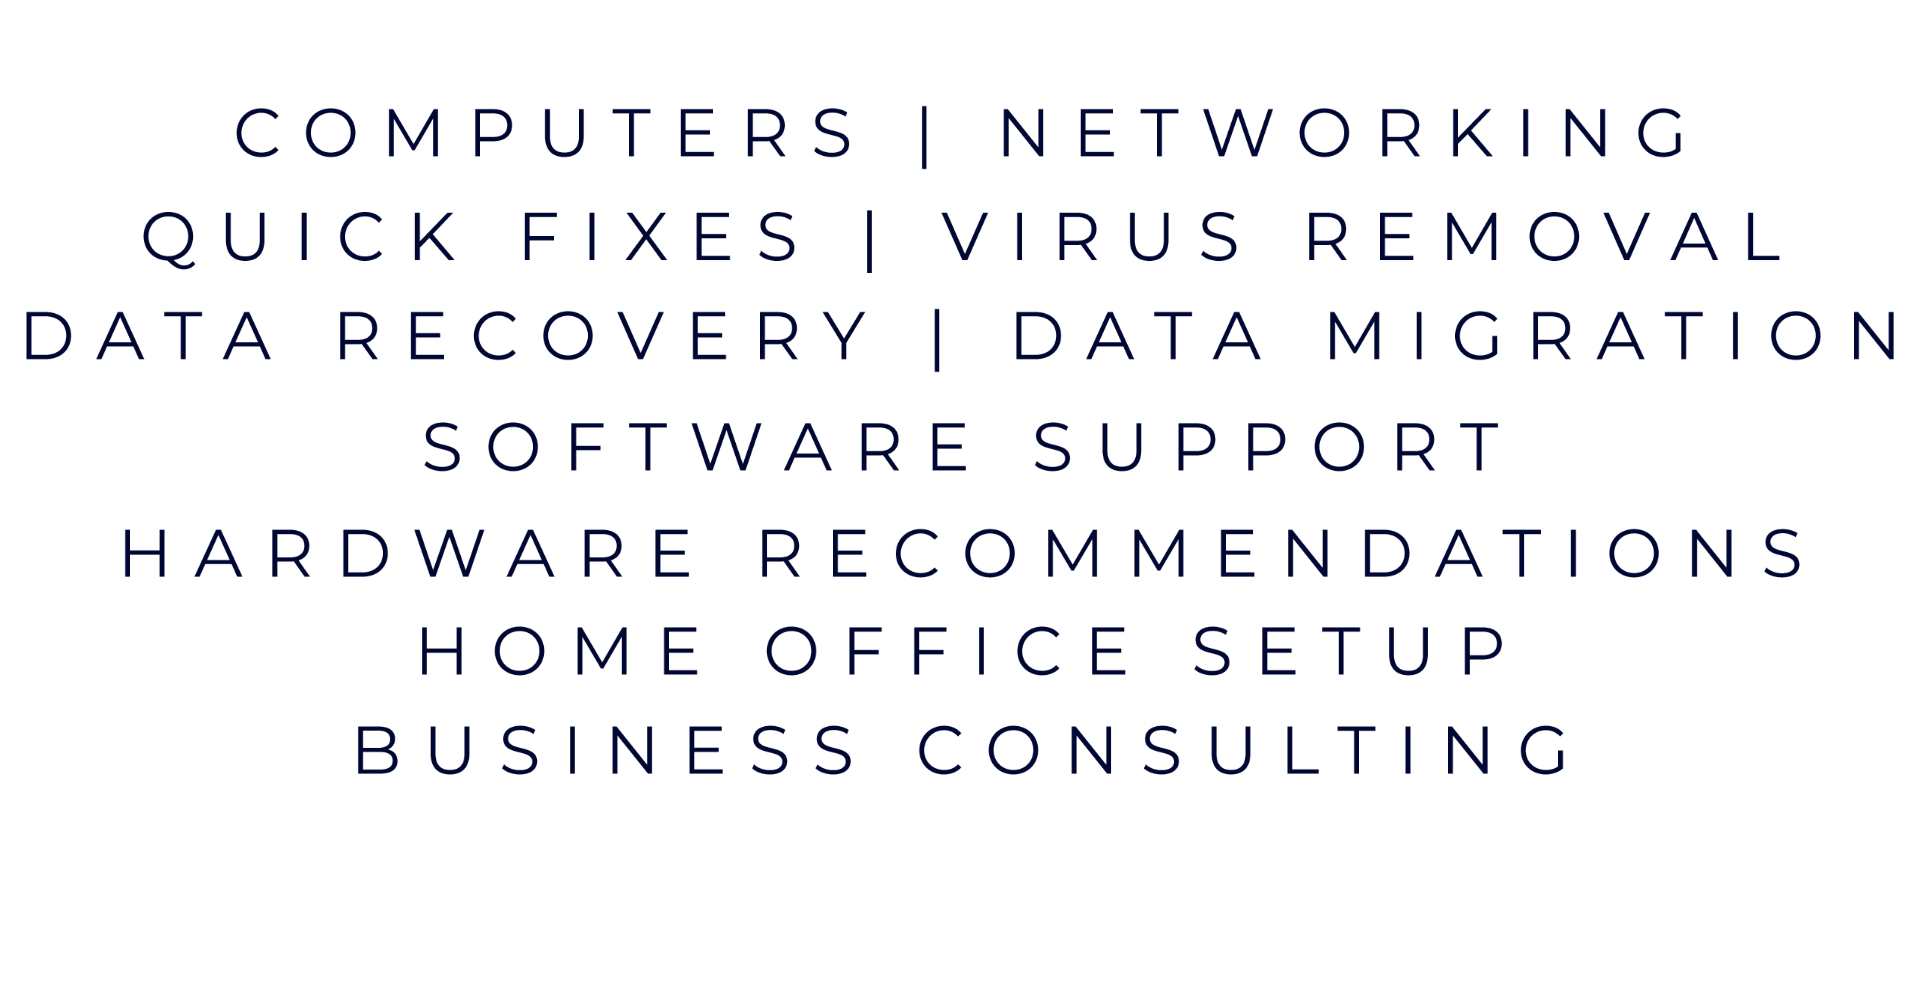 COMPUTERS | NETWORKING
QUICK FIXES | VIRUS REMOVAL
DATA RECOVERY | DATA MIGRATION
SOFTWARE SUPPORT
HARDWARE RECOMMENDATIONS
HOME OFFICE SETUP
BUSINESS CONSULTING